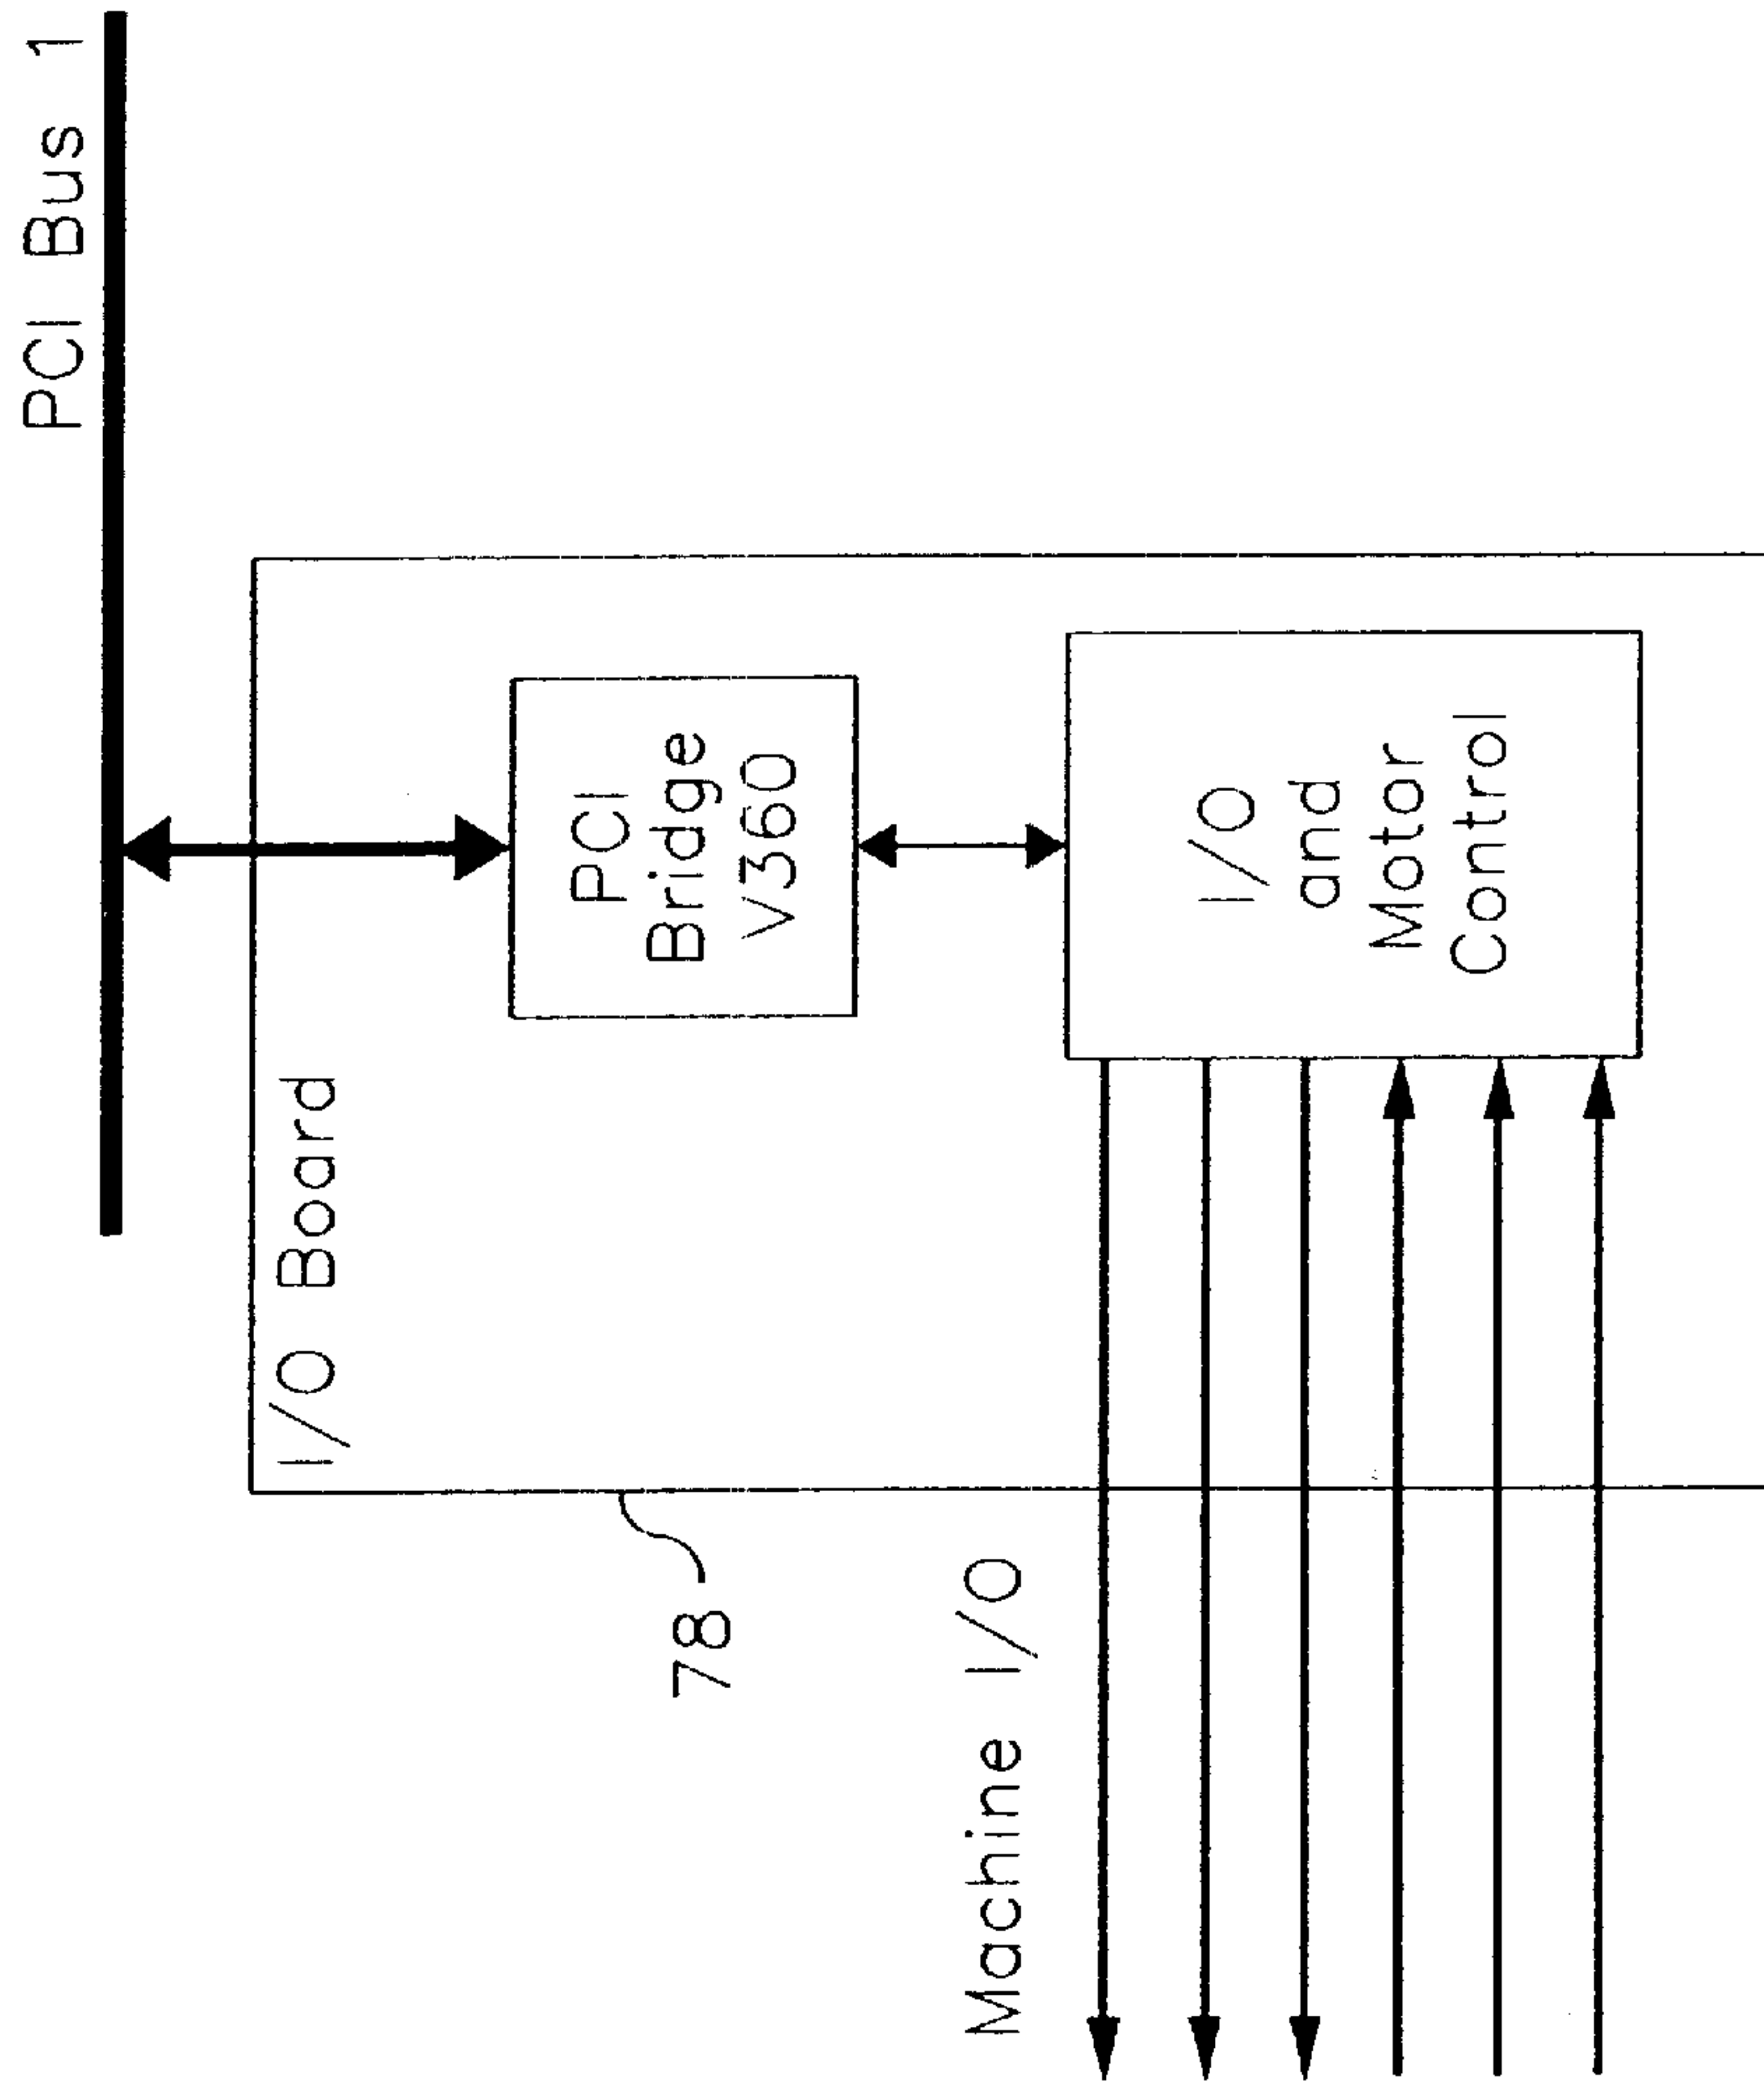 PCI Bus 1
I/O Board
PCI
Bridge
V360
78
Machine I/O
I/O
and
Motor
Control